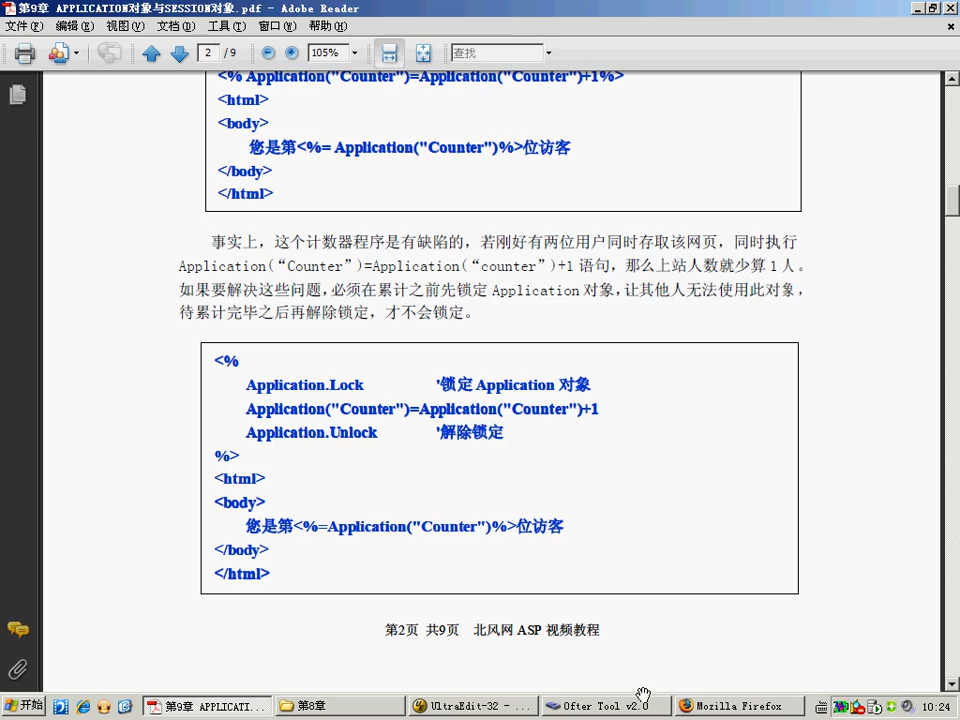 第9章 APPLICATION对象与SESSION对象.pdf - Adobe Reader
文件(F) 编辑(E) 视图(V) 文档(D) 工具(T) 窗口(W) 帮助(H)
2 / 9 105% 查找
<% Application("Counter")=Application("Counter")+1%>
<html>
<body>
您是第<%= Application("Counter")%>位访客
</body>
</html>
事实上，这个计数器程序是有缺陷的，若刚好有两位用户同时存取该网页，同时执行
Application(“Counter”)=Application(“counter”)+1 语句，那么上站人数就少算 1 人。
如果要解决这些问题，必须在累计之前先锁定 Application 对象，让其他人无法使用此对象，
待累计完毕之后再解除锁定，才不会锁定。
<%
Application.Lock '锁定 Application 对象
Application("Counter")=Application("Counter")+1
Application.Unlock '解除锁定
%>
<html>
<body>
您是第<%=Application("Counter")%>位访客
</body>
</html>
第2页 共9页 北风网 ASP 视频教程
开始 第9章 APPLICATI... 第8章 UltraEdit-32 - ... Ofter Tool v2.0 Mozilla Firefox 10:24